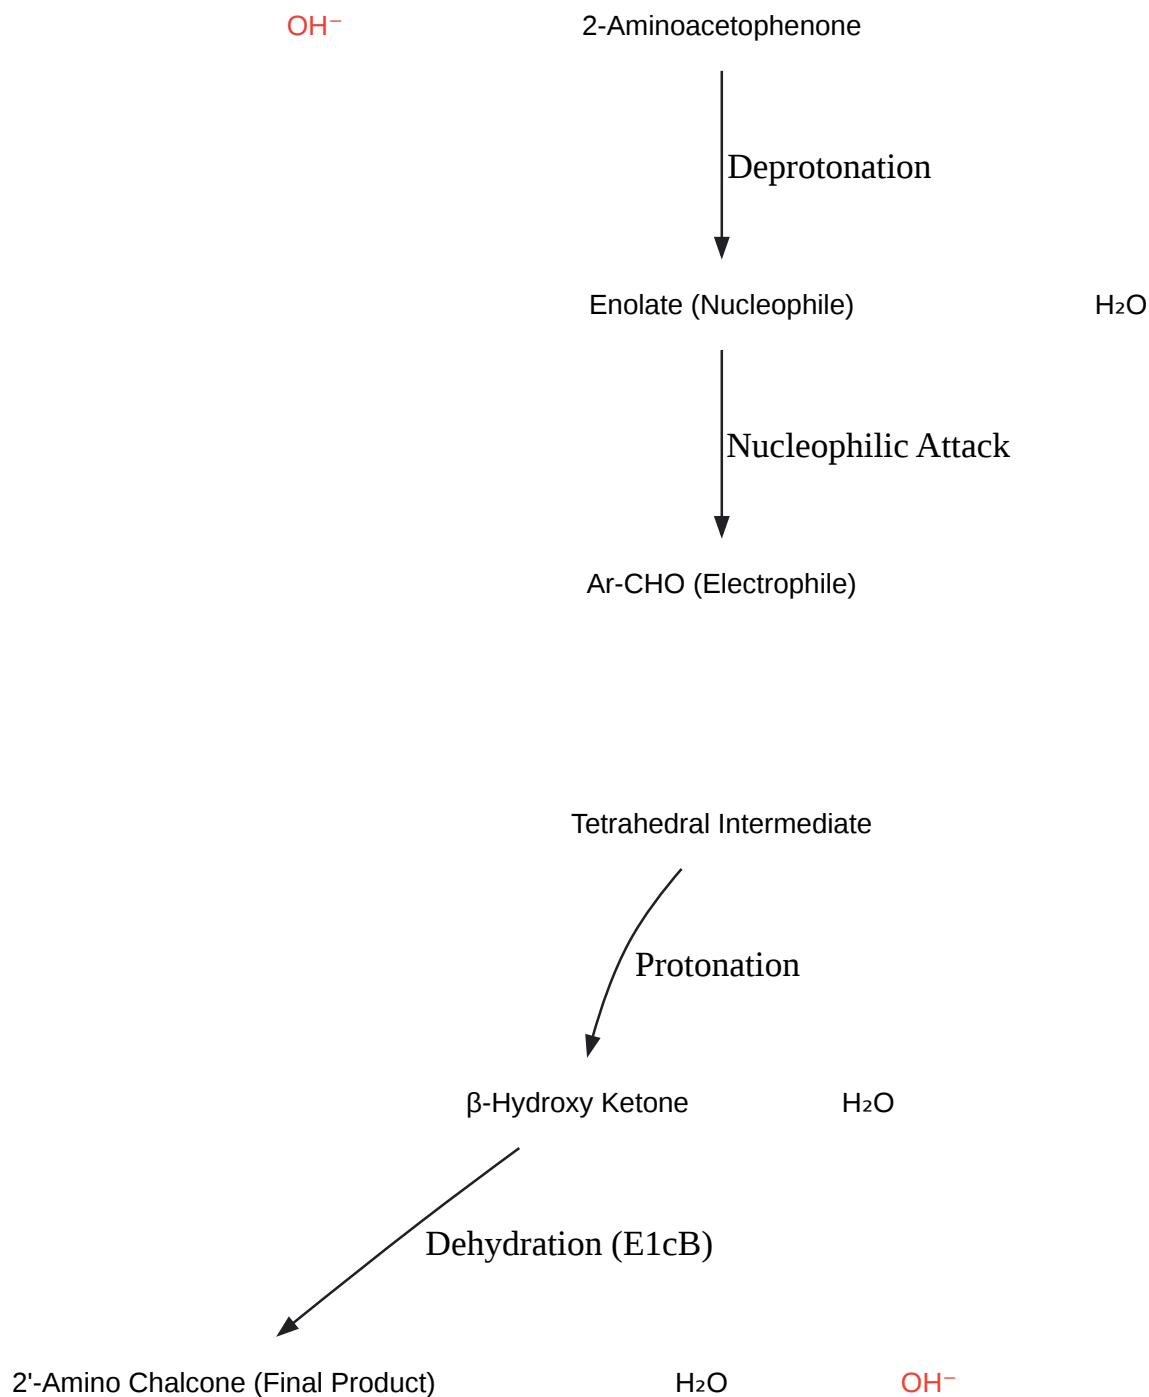 OH⁻ 2-Aminoacetophenone
Deprotonation
Enolate (Nucleophile) H₂O
Nucleophilic Attack
Ar-CHO (Electrophile)
Tetrahedral Intermediate
Protonation
β-Hydroxy Ketone H₂O
Dehydration (E1cB)
2'-Amino Chalcone (Final Product) H₂O OH⁻